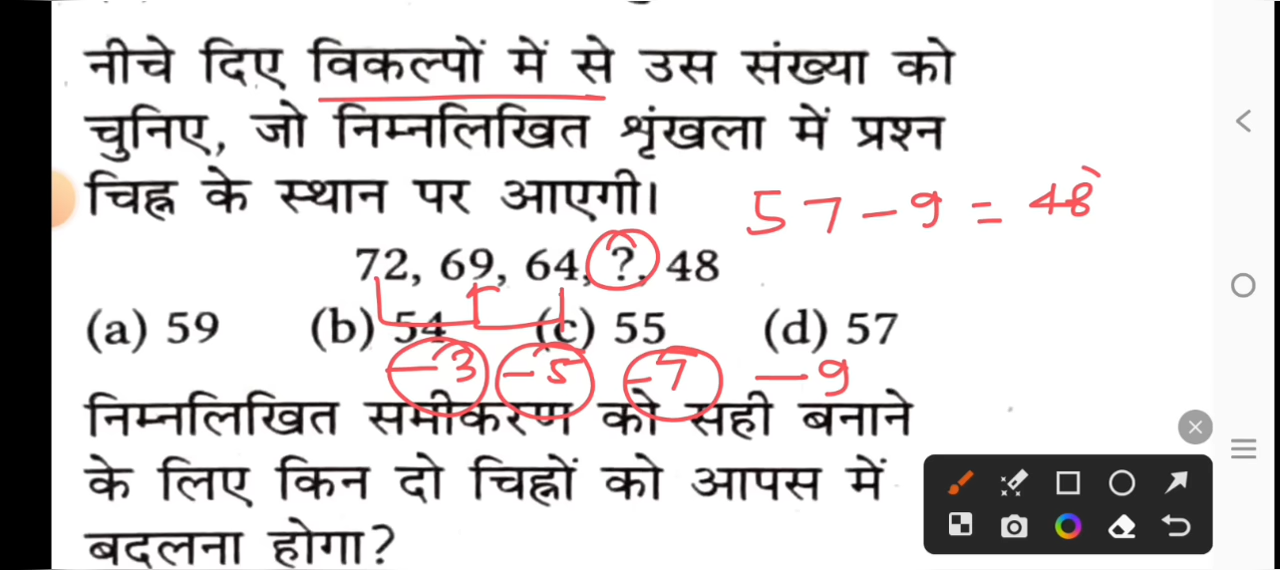 नीचे दिए विकल्पों में से उस संख्या को
चुनिए, जो निम्नलिखित शृंखला में प्रश्न
चिह्न के स्थान पर आएगी।
57 - 9 = 48
72, 69, 64, ?, 48
(a) 59 (b) 54 (c) 55 (d) 57
-3 -5 -7 -9
निम्नलिखित समीकरण को सही बनाने
के लिए किन दो चिह्नों को आपस में
बदलना होगा?